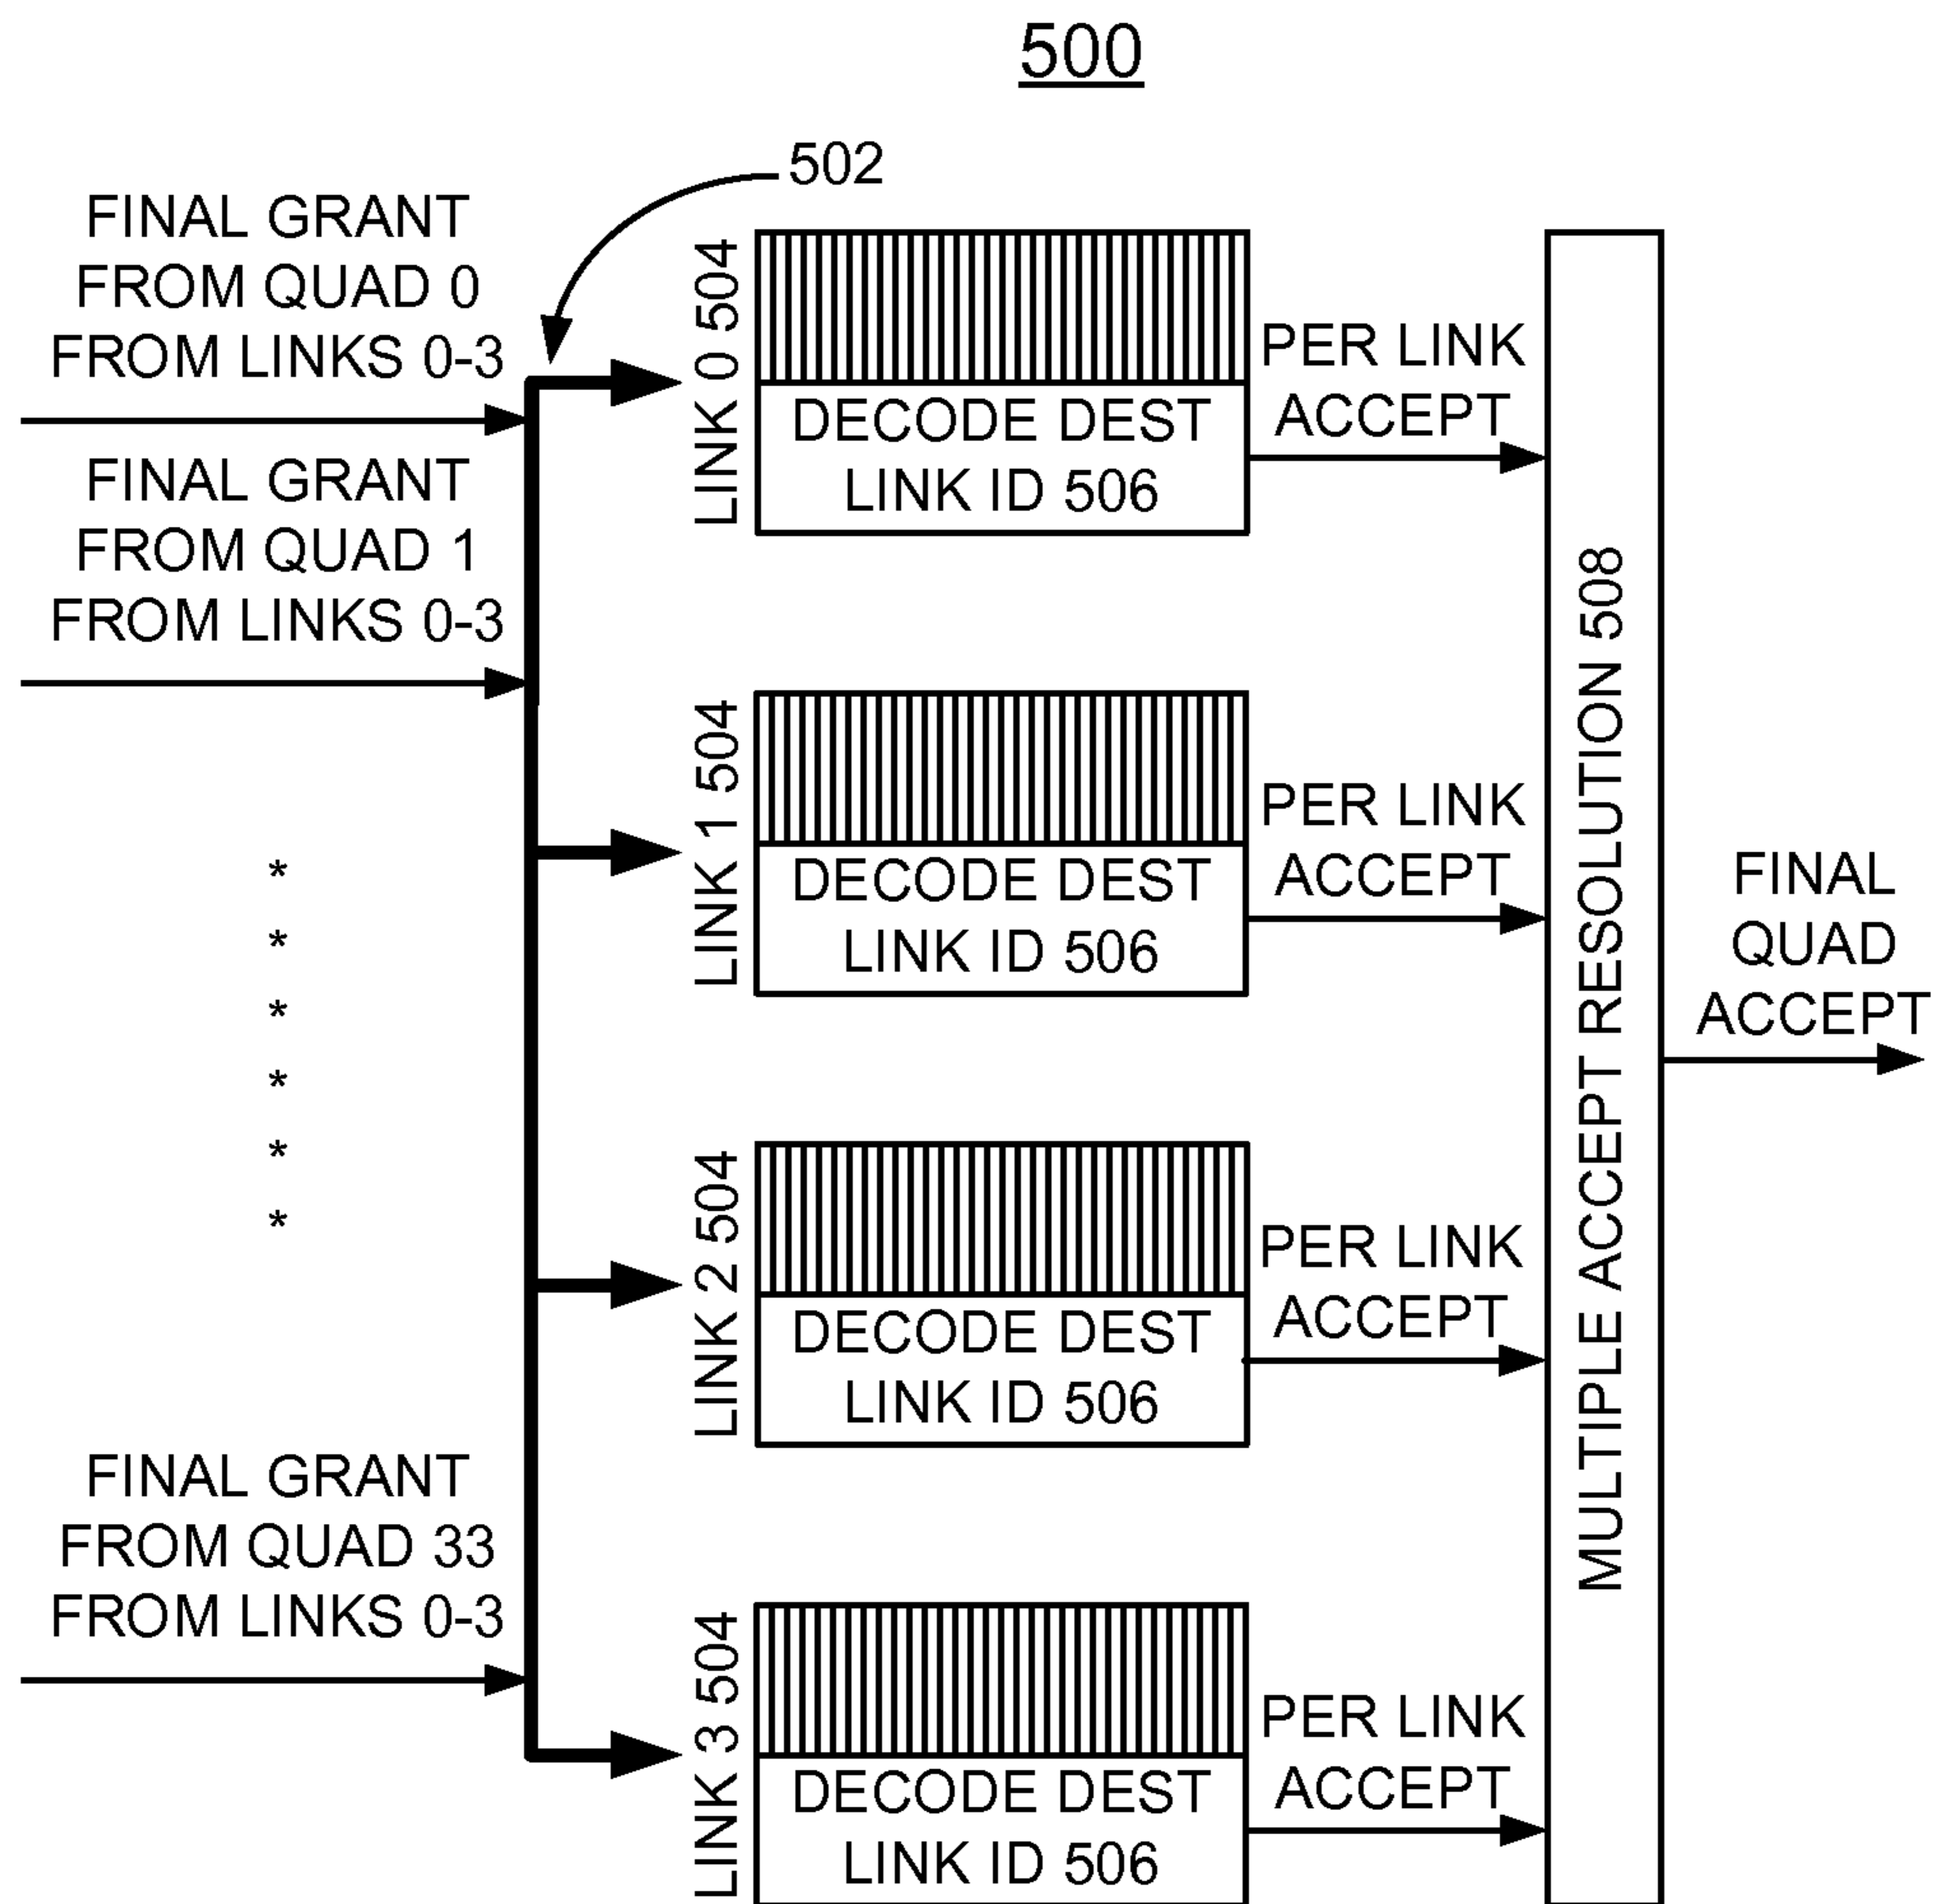 500
502
FINAL GRANT
FROM QUAD 0
FROM LINKS 0-3
LINK 0 504
DECODE DEST
LINK ID 506
PER LINK
ACCEPT
FINAL GRANT
FROM QUAD 1
FROM LINKS 0-3
LINK 1 504
DECODE DEST
LINK ID 506
PER LINK
ACCEPT
*
*
*
*
*
*
LINK 2 504
DECODE DEST
LINK ID 506
PER LINK
ACCEPT
FINAL GRANT
FROM QUAD 33
FROM LINKS 0-3
LINK 3 504
DECODE DEST
LINK ID 506
PER LINK
ACCEPT
MULTIPLE ACCEPT RESOLUTION 508
FINAL
QUAD
ACCEPT